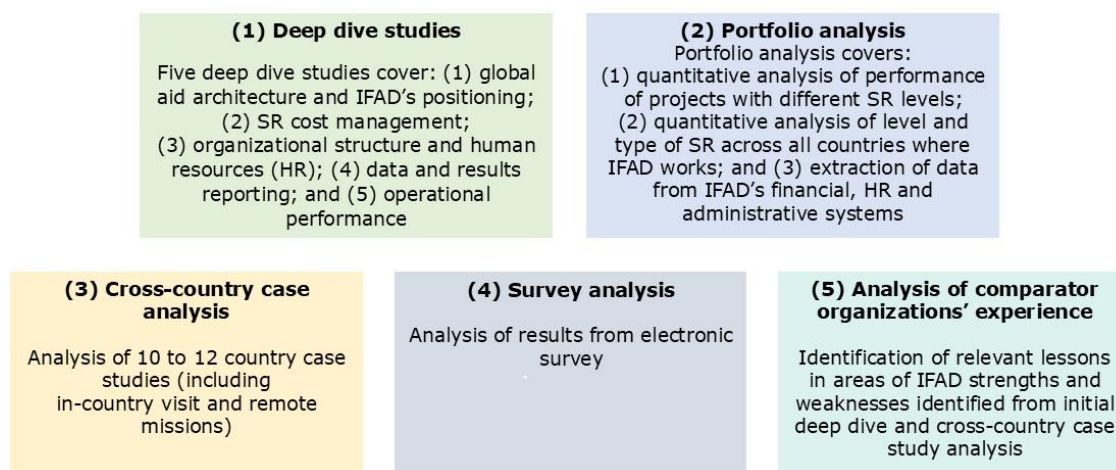 (1) Deep dive studies
Five deep dive studies cover: (1) global
aid architecture and IFAD's positioning;
(2) SR cost management;
(3) organizational structure and human
resources (HR); (4) data and results
reporting; and (5) operational
performance
(2) Portfolio analysis
Portfolio analysis covers:
(1) quantitative analysis of performance
of projects with different SR levels;
(2) quantitative analysis of level and
type of SR across all countries where
IFAD works; and (3) extraction of data
from IFAD's financial, HR and
administrative systems
(3) Cross-country case
analysis
Analysis of 10 to 12 country case
studies (including
in-country visit and remote
missions)
(4) Survey analysis
Analysis of results from electronic
survey
(5) Analysis of comparator
organizations' experience
Identification of relevant lessons
in areas of IFAD strengths and
weaknesses identified from initial
deep dive and cross-country case
study analysis